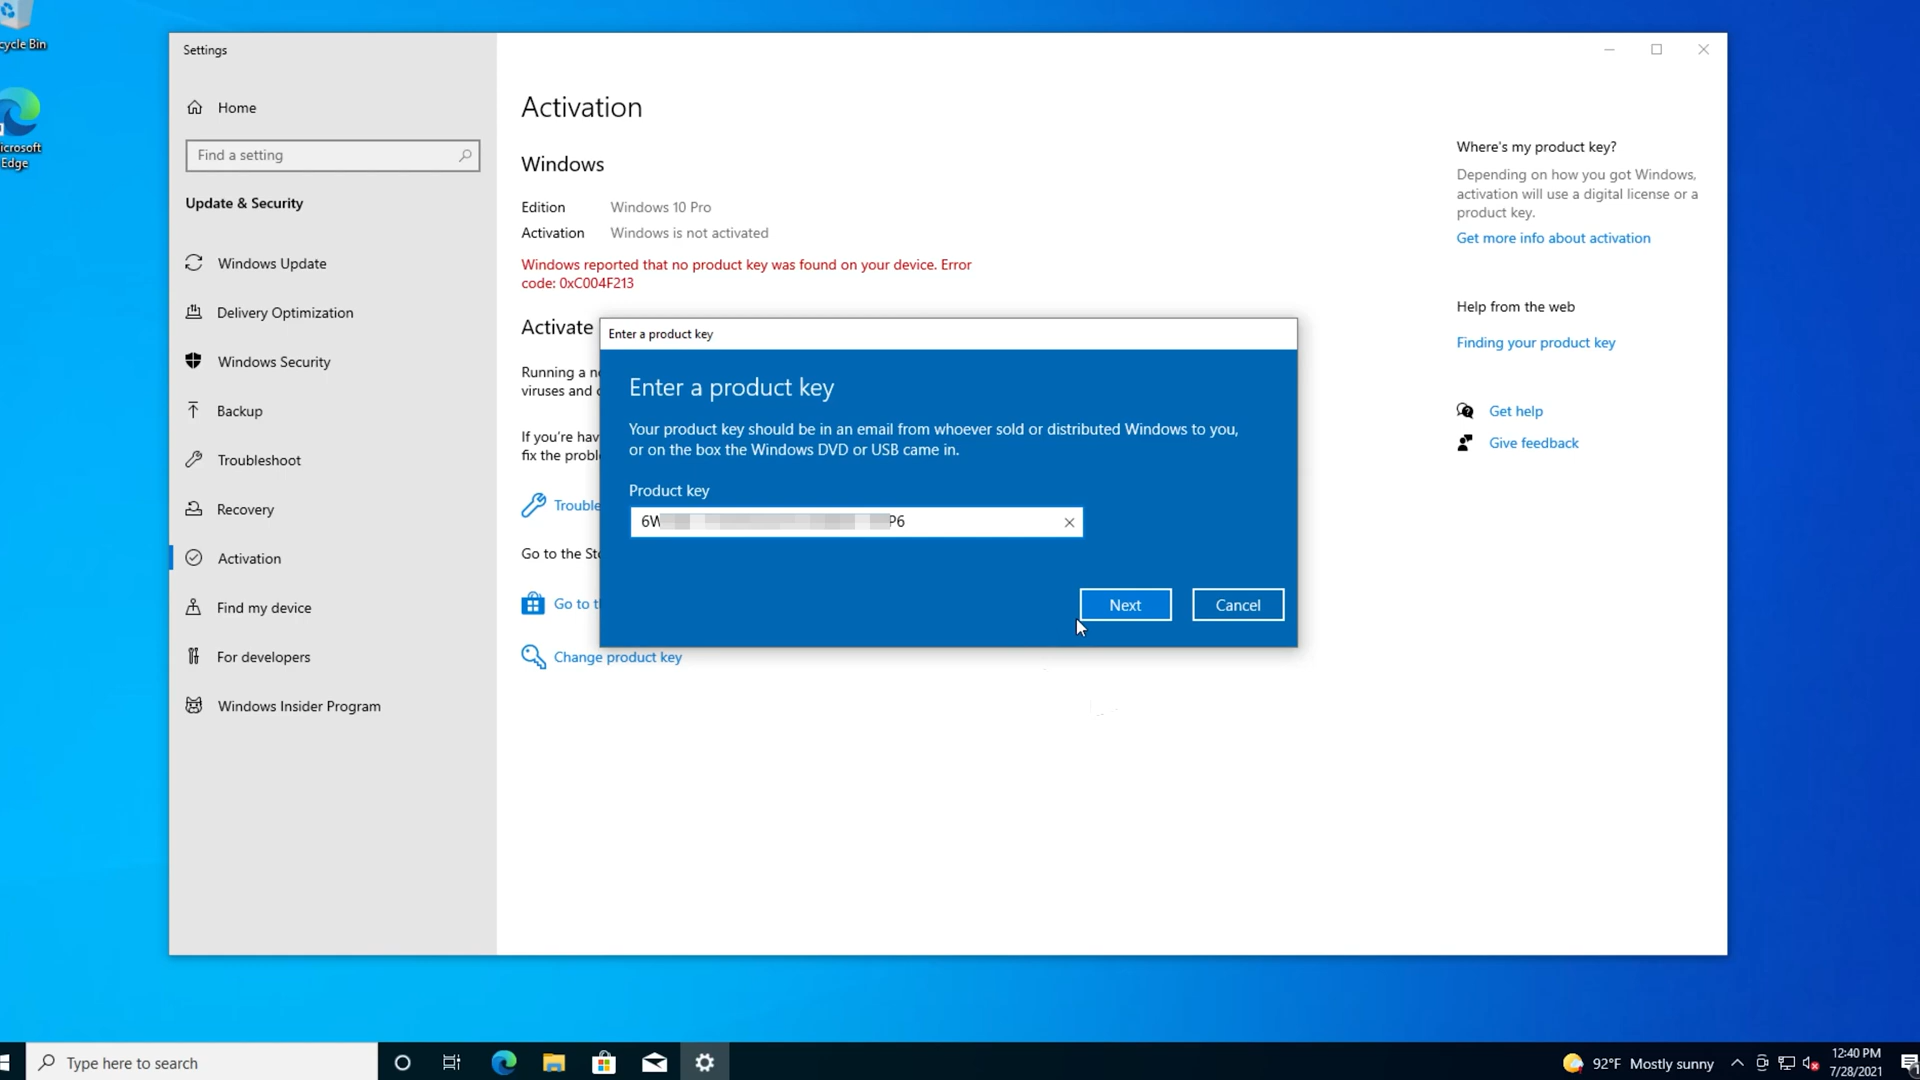 cycle Bin
icrosoft
Edge
Settings
Home
Find a setting
Update & Security
Windows Update
Delivery Optimization
Windows Security
Backup
Troubleshoot
Recovery
Activation
Find my device
For developers
Windows Insider Program
Activation
Windows
Edition Windows 10 Pro
Activation Windows is not activated
Windows reported that no product key was found on your device. Error
code: 0xC004F213
Activate
Running a ne
viruses and o
If you're hav
fix the proble
Trouble
Go to the Sto
Go to th
Change product key
Enter a product key
Enter a product key
Your product key should be in an email from whoever sold or distributed Windows to you,
or on the box the Windows DVD or USB came in.
Product key
6W P6
Next
Cancel
Where's my product key?
Depending on how you got Windows,
activation will use a digital license or a
product key.
Get more info about activation
Help from the web
Finding your product key
Get help
Give feedback
Type here to search
92°F Mostly sunny
12:40 PM
7/28/2021
1